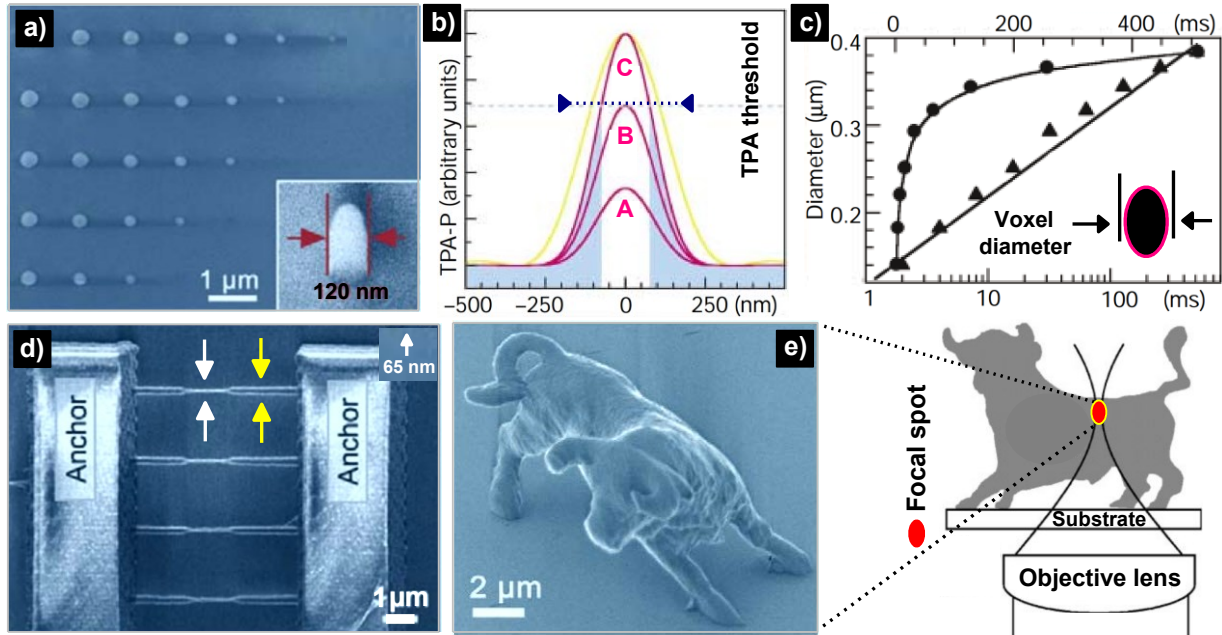 a)
1 µm
120 nm
b)
TPA-P (arbitrary units)
C
B
A
TPA threshold
−500 −250 0 250 (nm)
c)
0 200 400 (ms)
Diameter (µm)
0.4
0.3
0.2
Voxel
diameter
1 10 100 (ms)
d)
65 nm
Anchor
Anchor
1µm
e)
2 µm
Focal spot
Substrate
Objective lens